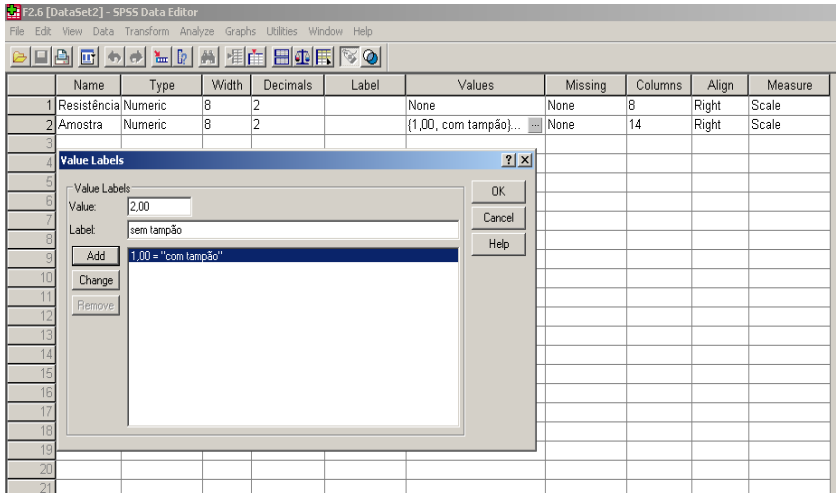 F2.6 [DataSet2] - SPSS Data Editor
File Edit View Data Transform Analyze Graphs Utilities Window Help
Name Type Width Decimals Label Values Missing Columns Align Measure
1 Resistência Numeric 8 2 None None 8 Right Scale
2 Amostra Numeric 8 2 {1,00, com tampão}... ... None 14 Right Scale
3
4 Value Labels ? X
5 Value Labels OK
6 Value: 2,00
7 Label: sem tampão Cancel
8 Help
9 Add 1,00 = "com tampão"
10 Change
11 Remove
12
13
14
15
16
17
18
19
20
21